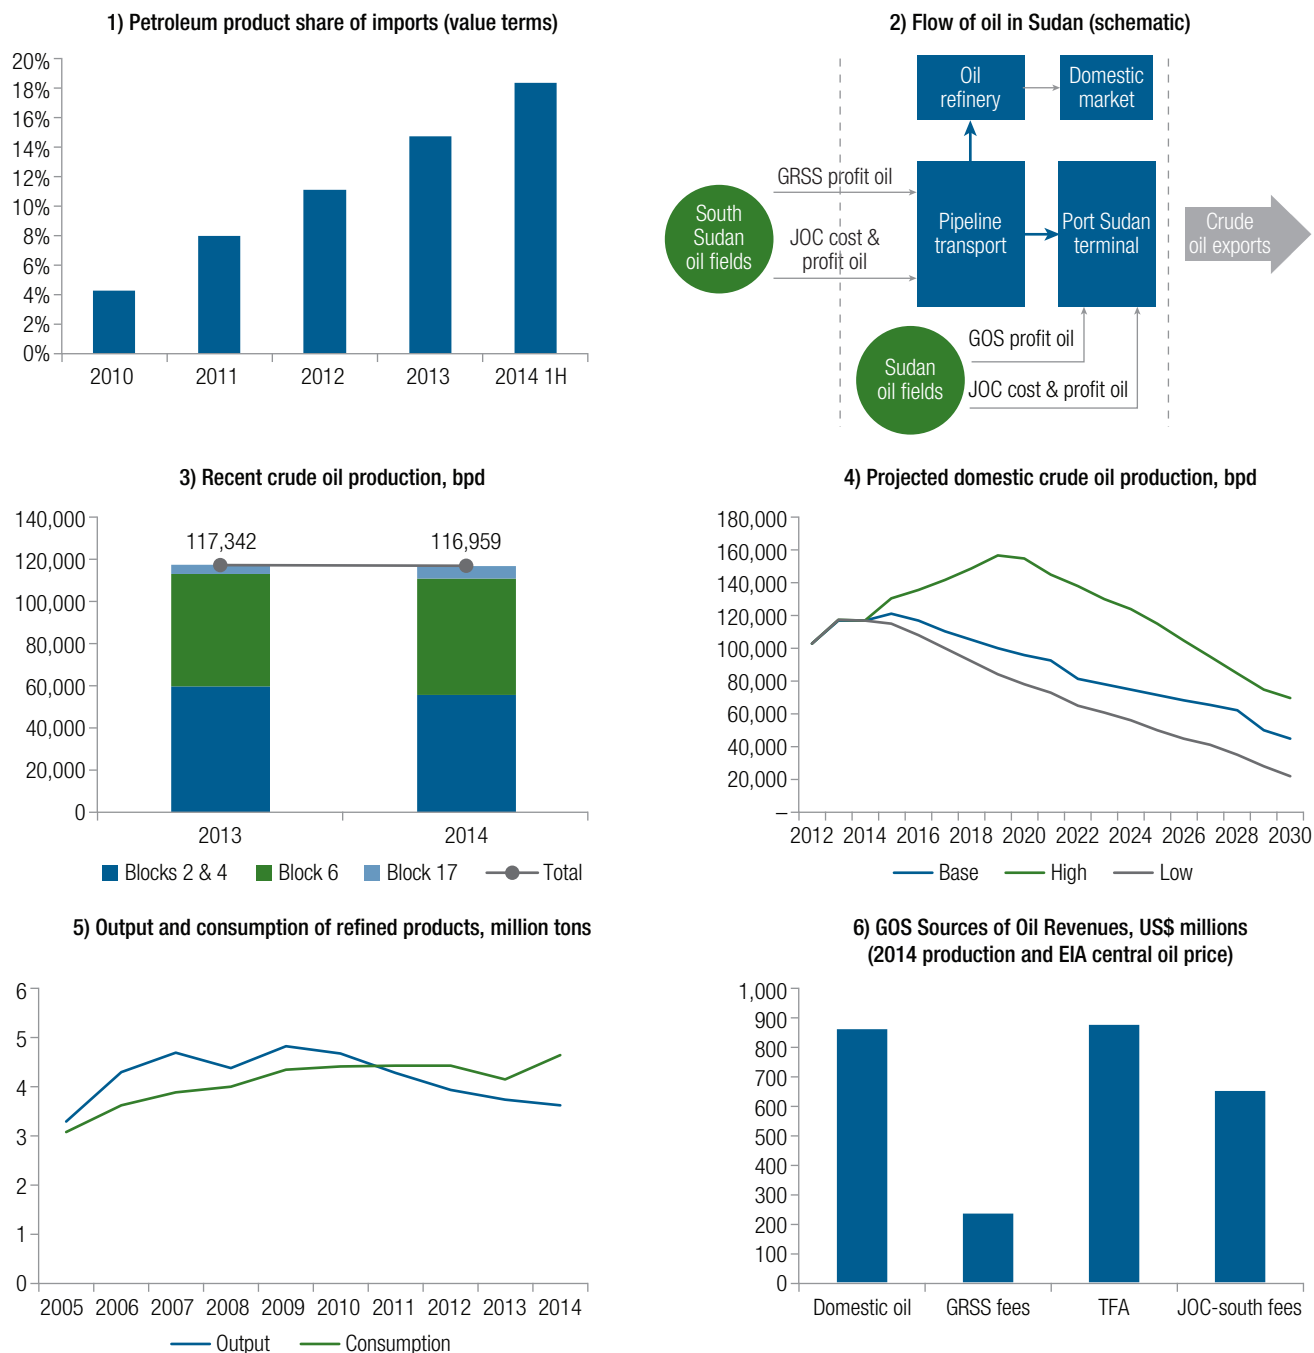 1) Petroleum product share of imports (value terms)
20%
18%
16%
14%
12%
10%
8%
6%
4%
2%
0%
2010
2011
2012
2013
2014 1H
2) Flow of oil in Sudan (schematic)
Oil
refinery
Domestic
market
GRSS profit oil
South
Sudan
oil fields
JOC cost &
profit oil
Pipeline
transport
Port Sudan
terminal
Crude
oil exports
GOS profit oil
Sudan
oil fields
JOC cost & profit oil
3) Recent crude oil production, bpd
140,000
120,000
100,000
80,000
60,000
40,000
20,000
0
117,342
116,959
2013
2014
Blocks 2 & 4
Block 6
Block 17
Total
4) Projected domestic crude oil production, bpd
180,000
160,000
140,000
120,000
100,000
80,000
60,000
40,000
20,000
–
2012 2014 2016 2018 2020 2022 2024 2026 2028 2030
Base
High
Low
5) Output and consumption of refined products, million tons
6
5
4
3
2
1
0
2005 2006 2007 2008 2009 2010 2011 2012 2013 2014
Output
Consumption
6) GOS Sources of Oil Revenues, US$ millions
(2014 production and EIA central oil price)
1,000
900
800
700
600
500
400
300
200
100
0
Domestic oil
GRSS fees
TFA
JOC-south fees